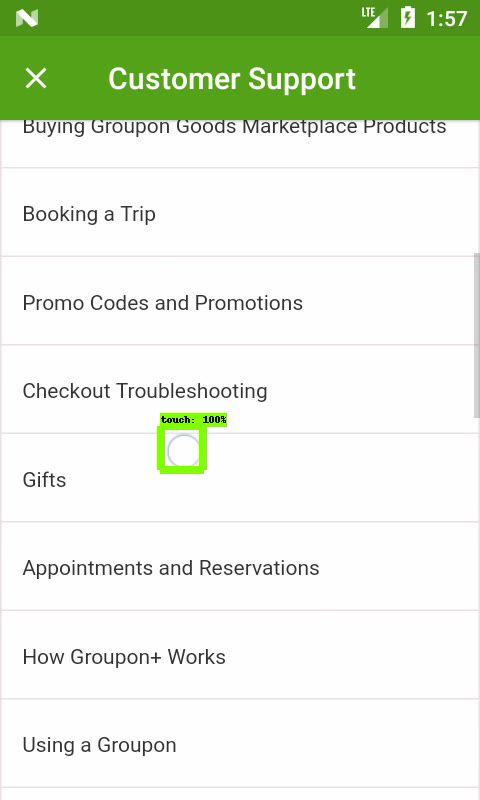 LTE 1:57
Customer Support
Buying Groupon Goods Marketplace Products
Booking a Trip
Promo Codes and Promotions
Checkout Troubleshooting
touch: 100%
Gifts
Appointments and Reservations
How Groupon+ Works
Using a Groupon